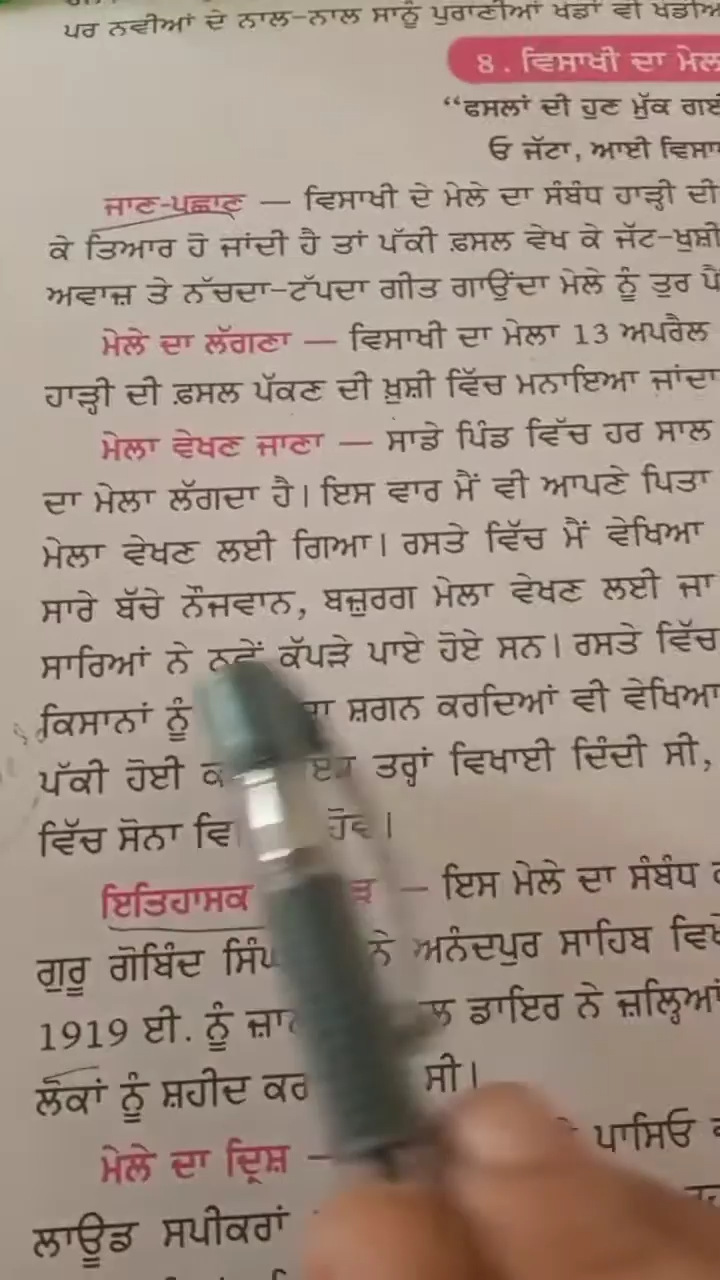 ਪਰ ਨਵੀਆਂ ਦੇ ਨਾਲ-ਨਾਲ ਸਾਨੂੰ ਪੁਰਾਣੀਆਂ ਖੇਡਾਂ ਵੀ
8. ਵਿਸਾਖੀ ਦਾ ਮੇਲ
“ਫਸਲਾਂ ਦੀ ਹੁਣ ਮੁੱਕ ਗਈ
ਓ ਜੱਟਾ, ਆਈ ਵਿਸਾ
ਜਾਣ-ਪਛਾਣ — ਵਿਸਾਖੀ ਦੇ ਮੇਲੇ ਦਾ ਸੰਬੰਧ ਹਾੜ੍ਹੀ ਦੀ
ਕੇ ਤਿਆਰ ਹੋ ਜਾਂਦੀ ਹੈ ਤਾਂ ਪੱਕੀ ਫ਼ਸਲ ਵੇਖ ਕੇ ਜੱਟ-ਖੁਸ਼ੀ
ਅਵਾਜ਼ ਤੇ ਨੱਚਦਾ-ਟੱਪਦਾ ਗੀਤ ਗਾਉਂਦਾ ਮੇਲੇ ਨੂੰ ਤੁਰ ਪੈ
ਮੇਲੇ ਦਾ ਲੱਗਣਾ — ਵਿਸਾਖੀ ਦਾ ਮੇਲਾ 13 ਅਪਰੈਲ
ਹਾੜ੍ਹੀ ਦੀ ਫ਼ਸਲ ਪੱਕਣ ਦੀ ਖ਼ੁਸ਼ੀ ਵਿੱਚ ਮਨਾਇਆ ਜਾਂਦਾ
ਮੇਲਾ ਵੇਖਣ ਜਾਣਾ — ਸਾਡੇ ਪਿੰਡ ਵਿੱਚ ਹਰ ਸਾਲ
ਦਾ ਮੇਲਾ ਲੱਗਦਾ ਹੈ। ਇਸ ਵਾਰ ਮੈਂ ਵੀ ਆਪਣੇ ਪਿਤਾ
ਮੇਲਾ ਵੇਖਣ ਲਈ ਗਿਆ। ਰਸਤੇ ਵਿੱਚ ਮੈਂ ਵੇਖਿਆ
ਸਾਰੇ ਬੱਚੇ ਨੌਜਵਾਨ, ਬਜ਼ੁਰਗ ਮੇਲਾ ਵੇਖਣ ਲਈ ਜਾ
ਸਾਰਿਆਂ ਨੇ ਨਵੇਂ ਕੱਪੜੇ ਪਾਏ ਹੋਏ ਸਨ। ਰਸਤੇ ਵਿੱਚ
ਕਿਸਾਨਾਂ ਨੂੰ ਸ਼ਗਨ ਕਰਦਿਆਂ ਵੀ ਵੇਖਿਆ
ਪੱਕੀ ਹੋਈ ਤਰ੍ਹਾਂ ਵਿਖਾਈ ਦਿੰਦੀ ਸੀ,
ਵਿੱਚ ਸੋਨਾ ਹੋਵੇ।
ਇਤਿਹਾਸਕ — ਇਸ ਮੇਲੇ ਦਾ ਸੰਬੰਧ
ਗੁਰੂ ਗੋਬਿੰਦ ਸਿੰਘ ਨੇ ਅਨੰਦਪੁਰ ਸਾਹਿਬ ਵਿਖੇ
1919 ਈ. ਨੂੰ ਡਾਇਰ ਨੇ ਜ਼ਲ੍ਹਿਆਂ
ਲੋਕਾਂ ਨੂੰ ਸ਼ਹੀਦ ਕਰ ਸੀ।
ਮੇਲੇ ਦਾ ਦ੍ਰਿਸ਼ — ਪਾਸਿਓਂ
ਲਾਊਡ ਸਪੀਕਰਾਂ